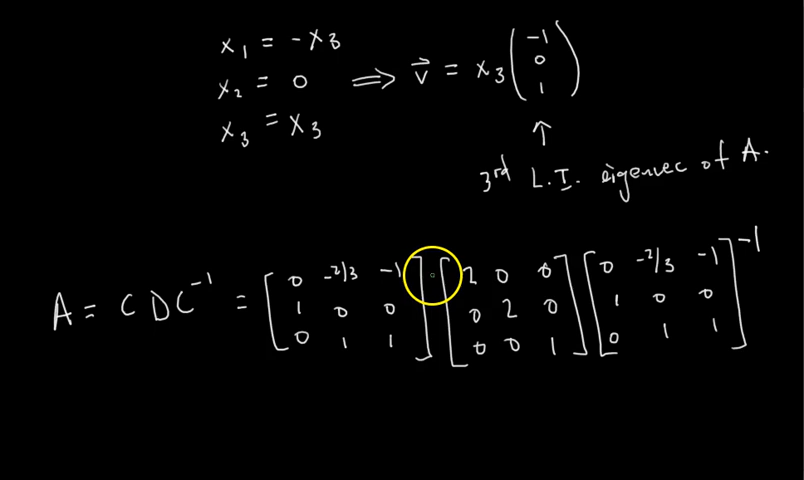 x₁ = -x₃
x₂ = 0 ⟹ v⃗ = x₃ (-1 0 1)
x₃ = x₃
↑
3rd L.I. eigenvec of A.
A = CDC⁻¹ = [0 -2/3 -1] [2 0 0] [0 -2/3 -1]⁻¹
[1 0 0] [0 2 0] [1 0 0]
[0 1 1] [0 0 1] [0 1 1]